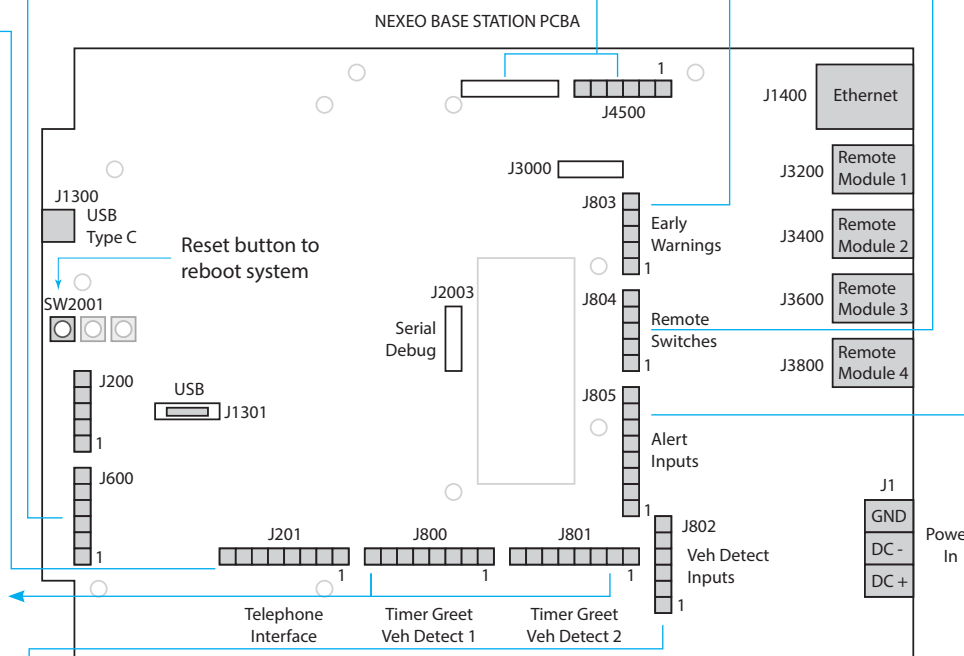 NEXEO BASE STATION PCBA
1
J4500
J1400
Ethernet
J3000
J3200
Remote
Module 1
J1300
USB
Type C
J803
Early
Warnings
1
J3400
Remote
Module 2
Reset button to
reboot system
SW2001
J2003
Serial
Debug
J804
Remote
Switches
1
J3600
Remote
Module 3
J3800
Remote
Module 4
J200
1
USB
J1301
J805
Alert
Inputs
1
J600
1
J1
GND
DC -
DC +
Powe
In
J201
1
J800
1
J801
1
J802
Veh Detect
Inputs
1
Telephone
Interface
Timer Greet
Veh Detect 1
Timer Greet
Veh Detect 2